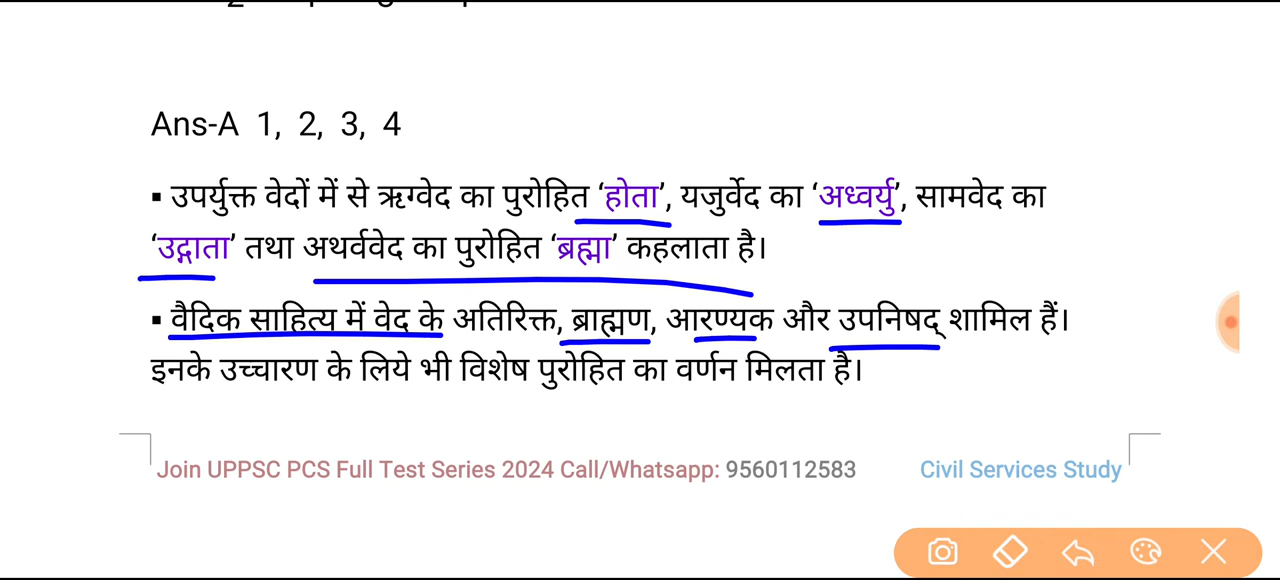 Ans-A 1, 2, 3, 4
▪ उपर्युक्त वेदों में से ऋग्वेद का पुरोहित ‘होता’, यजुर्वेद का ‘अध्वर्यु’, सामवेद का
‘उद्गाता’ तथा अथर्ववेद का पुरोहित ‘ब्रह्मा’ कहलाता है।
▪ वैदिक साहित्य में वेद के अतिरिक्त, ब्राह्मण, आरण्यक और उपनिषद् शामिल हैं।
इनके उच्चारण के लिये भी विशेष पुरोहित का वर्णन मिलता है।
Join UPPSC PCS Full Test Series 2024 Call/Whatsapp: 9560112583 Civil Services Study